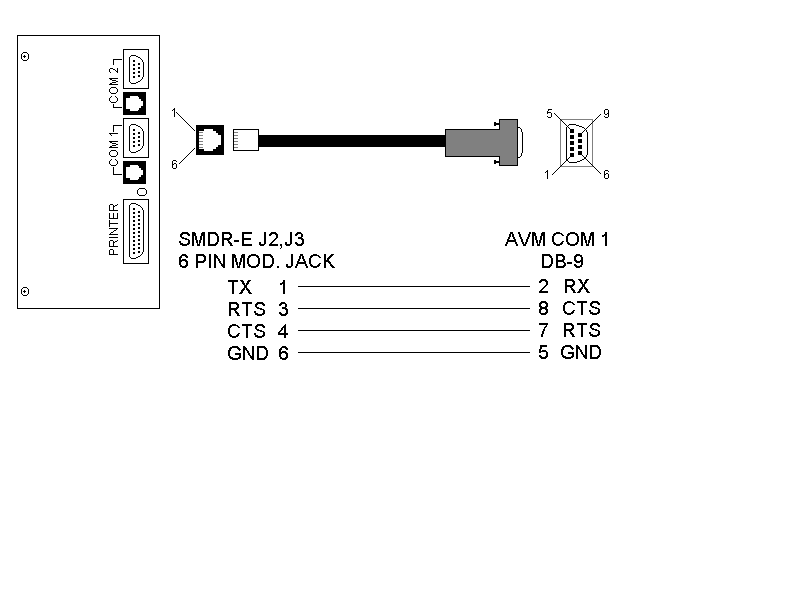 COM 2
COM 1
PRINTER
1
6
5
9
1
6
SMDR-E J2,J3
6 PIN MOD. JACK
AVM COM 1
DB-9
TX 1 2 RX
RTS 3 8 CTS
CTS 4 7 RTS
GND 6 5 GND